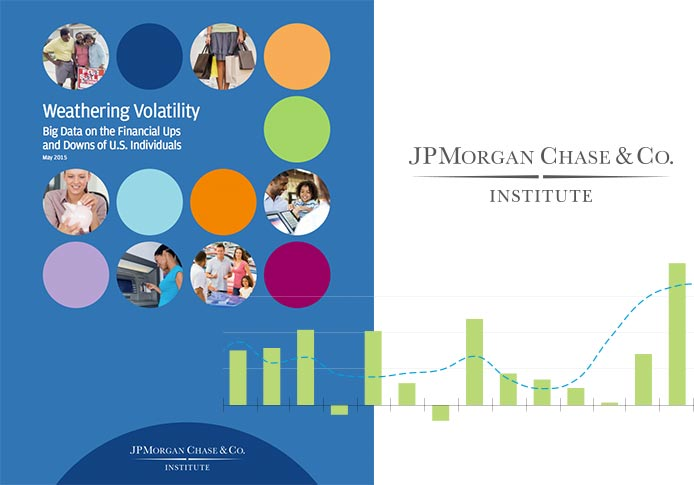 Weathering Volatility
Big Data on the Financial Ups
and Downs of U.S. Individuals
May 2015
JPMORGAN CHASE & CO.
INSTITUTE
JPMORGAN CHASE & CO.
INSTITUTE